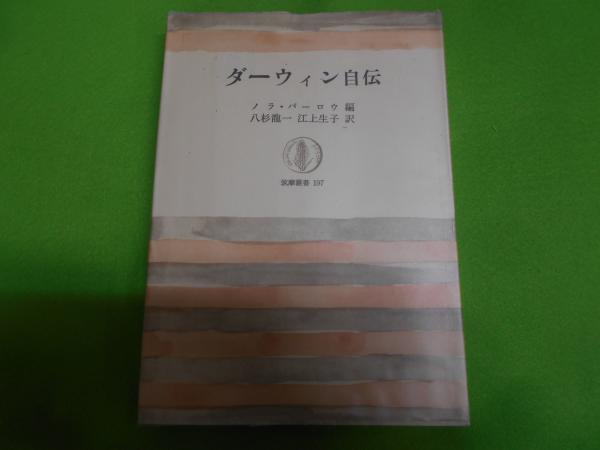 ダーウィン自伝
ノラ・バーロウ 編
八杉龍一 江上生子 訳
筑摩叢書 197